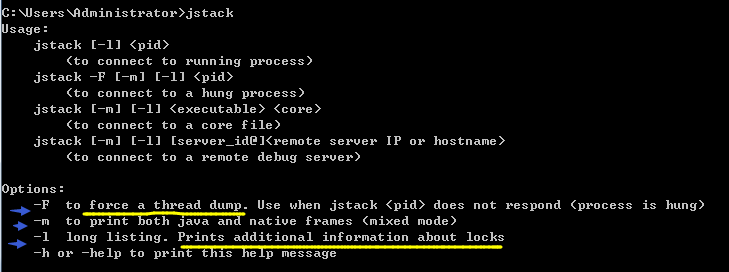 C:\Users\Administrator>jstack
Usage:
    jstack [-l] <pid>
        (to connect to running process)
    jstack -F [-m] [-l] <pid>
        (to connect to a hung process)
    jstack [-m] [-l] <executable> <core>
        (to connect to a core file)
    jstack [-m] [-l] [server_id@]<remote server IP or hostname>
        (to connect to a remote debug server)

Options:
    -F  to force a thread dump. Use when jstack <pid> does not respond (process is hung)
    -m  to print both java and native frames (mixed mode)
    -l  long listing. Prints additional information about locks
    -h or -help to print this help message